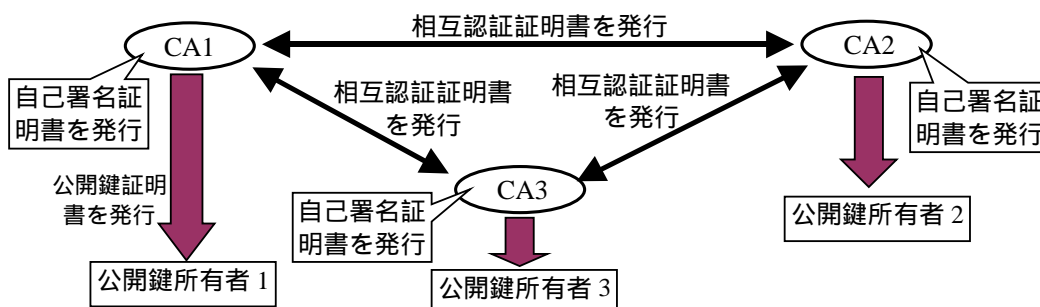 相互認証証明書を発行
CA1
CA2
自己署名証
明書を発行
相互認証証明書
を発行
相互認証証明書
を発行
自己署名証
明書を発行
公開鍵証明
書を発行
CA3
自己署名証
明書を発行
公開鍵所有者 2
公開鍵所有者 1
公開鍵所有者 3